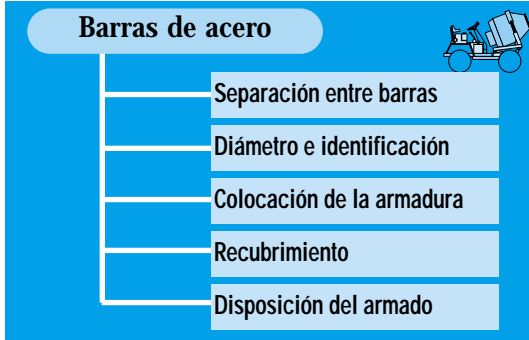 Barras de acero
Separación entre barras
Diámetro e identificación
Colocación de la armadura
Recubrimiento
Disposición del armado